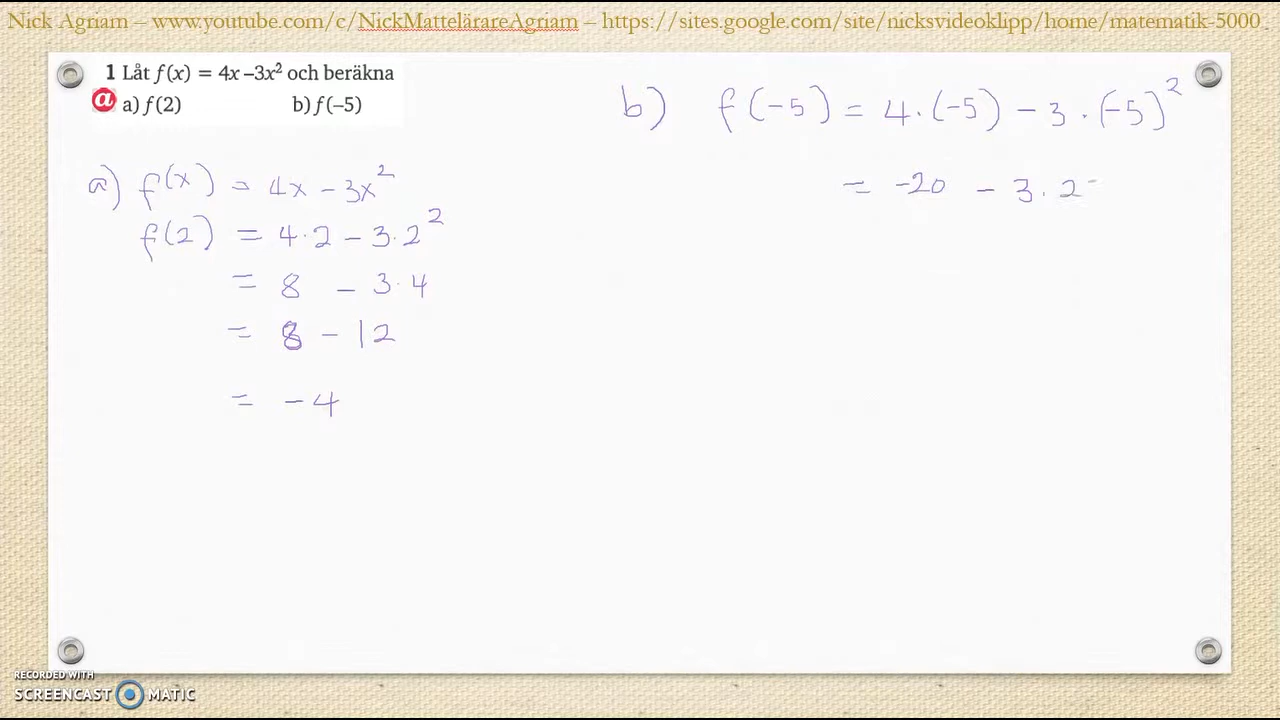 Nick Agriam – www.youtube.com/c/NickMattelärareAgriam – https://sites.google.com/site/nicksvideoklipp/home/matematik-5000
1 Låt f(x) = 4x – 3x² och beräkna
a a) f(2) b) f(–5)
a) f(x) = 4x – 3x²
f(2) = 4·2 – 3·2²
= 8 – 3·4
= 8 – 12
= –4
b) f(–5) = 4·(–5) – 3·(–5)²
= –20 – 3·2
RECORDED WITH
SCREENCAST MATIC